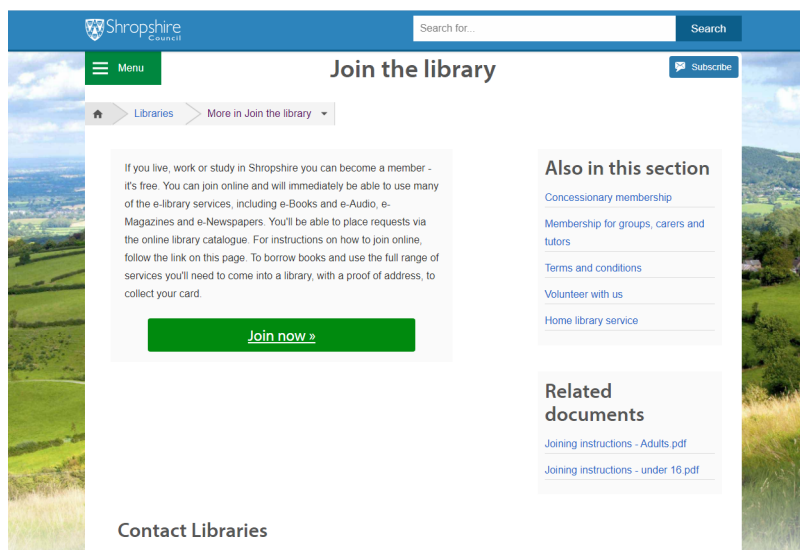 Shropshire
Council
Search for...
Search
Menu
Join the library
Subscribe
Libraries
More in Join the library
If you live, work or study in Shropshire you can become a member -
it's free. You can join online and will immediately be able to use many
of the e-library services, including e-Books and e-Audio, e-
Magazines and e-Newspapers. You'll be able to place requests via
the online library catalogue. For instructions on how to join online,
follow the link on this page. To borrow books and use the full range of
services you'll need to come into a library, with a proof of address, to
collect your card.
Join now »
Also in this section
Concessionary membership
Membership for groups, carers and
tutors
Terms and conditions
Volunteer with us
Home library service
Related
documents
Joining instructions - Adults.pdf
Joining instructions - under 16.pdf
Contact Libraries